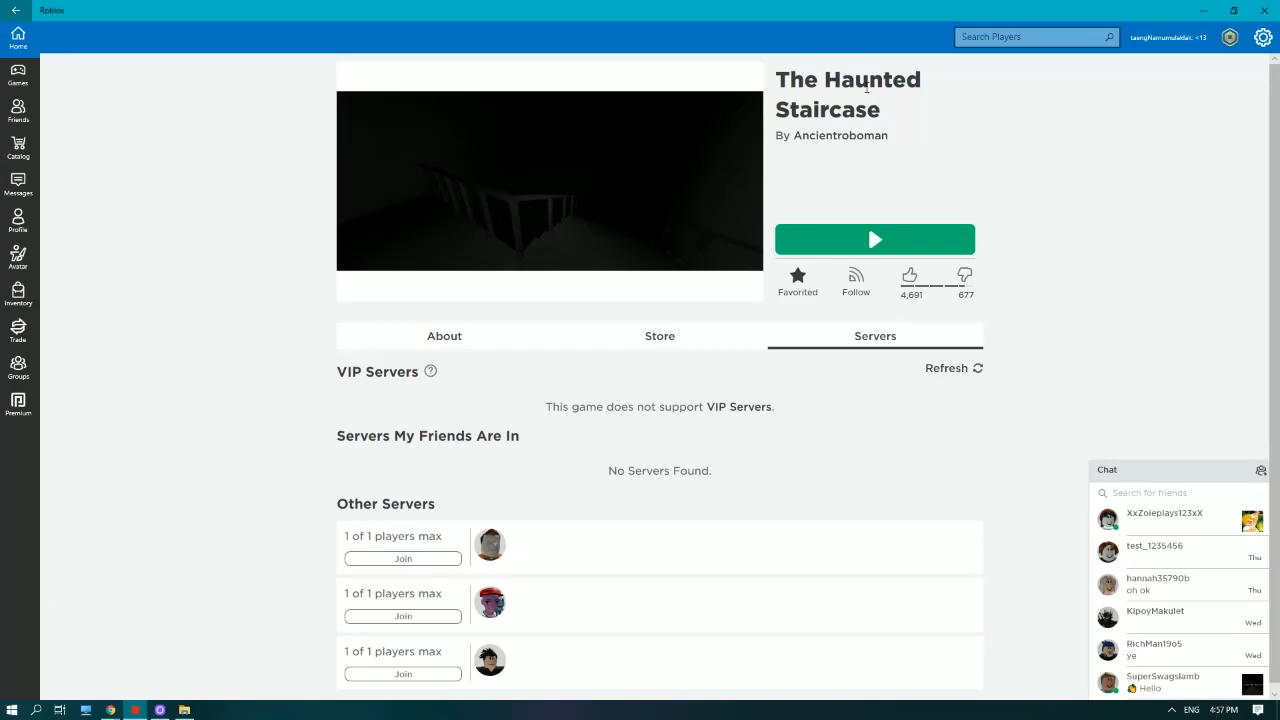 Roblox
Home
Search Players
taengNamumulaklak: <13
Games
Friends
Catalog
Messages
Profile
Avatar
Inventory
Trade
Groups
Premium
The Haunted
Staircase
By Ancientroboman
Favorited
Follow
4,691
677
About
Store
Servers
VIP Servers
Refresh
This game does not support VIP Servers.
Servers My Friends Are In
No Servers Found.
Other Servers
1 of 1 players max
Join
1 of 1 players max
Join
1 of 1 players max
Join
Chat
Search for friends
XxZoieplays123xX
test_1235456
Thu
hannah35790b
oh ok
Thu
KipoyMakulet
Wed
RichMan19o5
ye
Wed
SuperSwagslamb
👋 Hello
ENG
4:57 PM